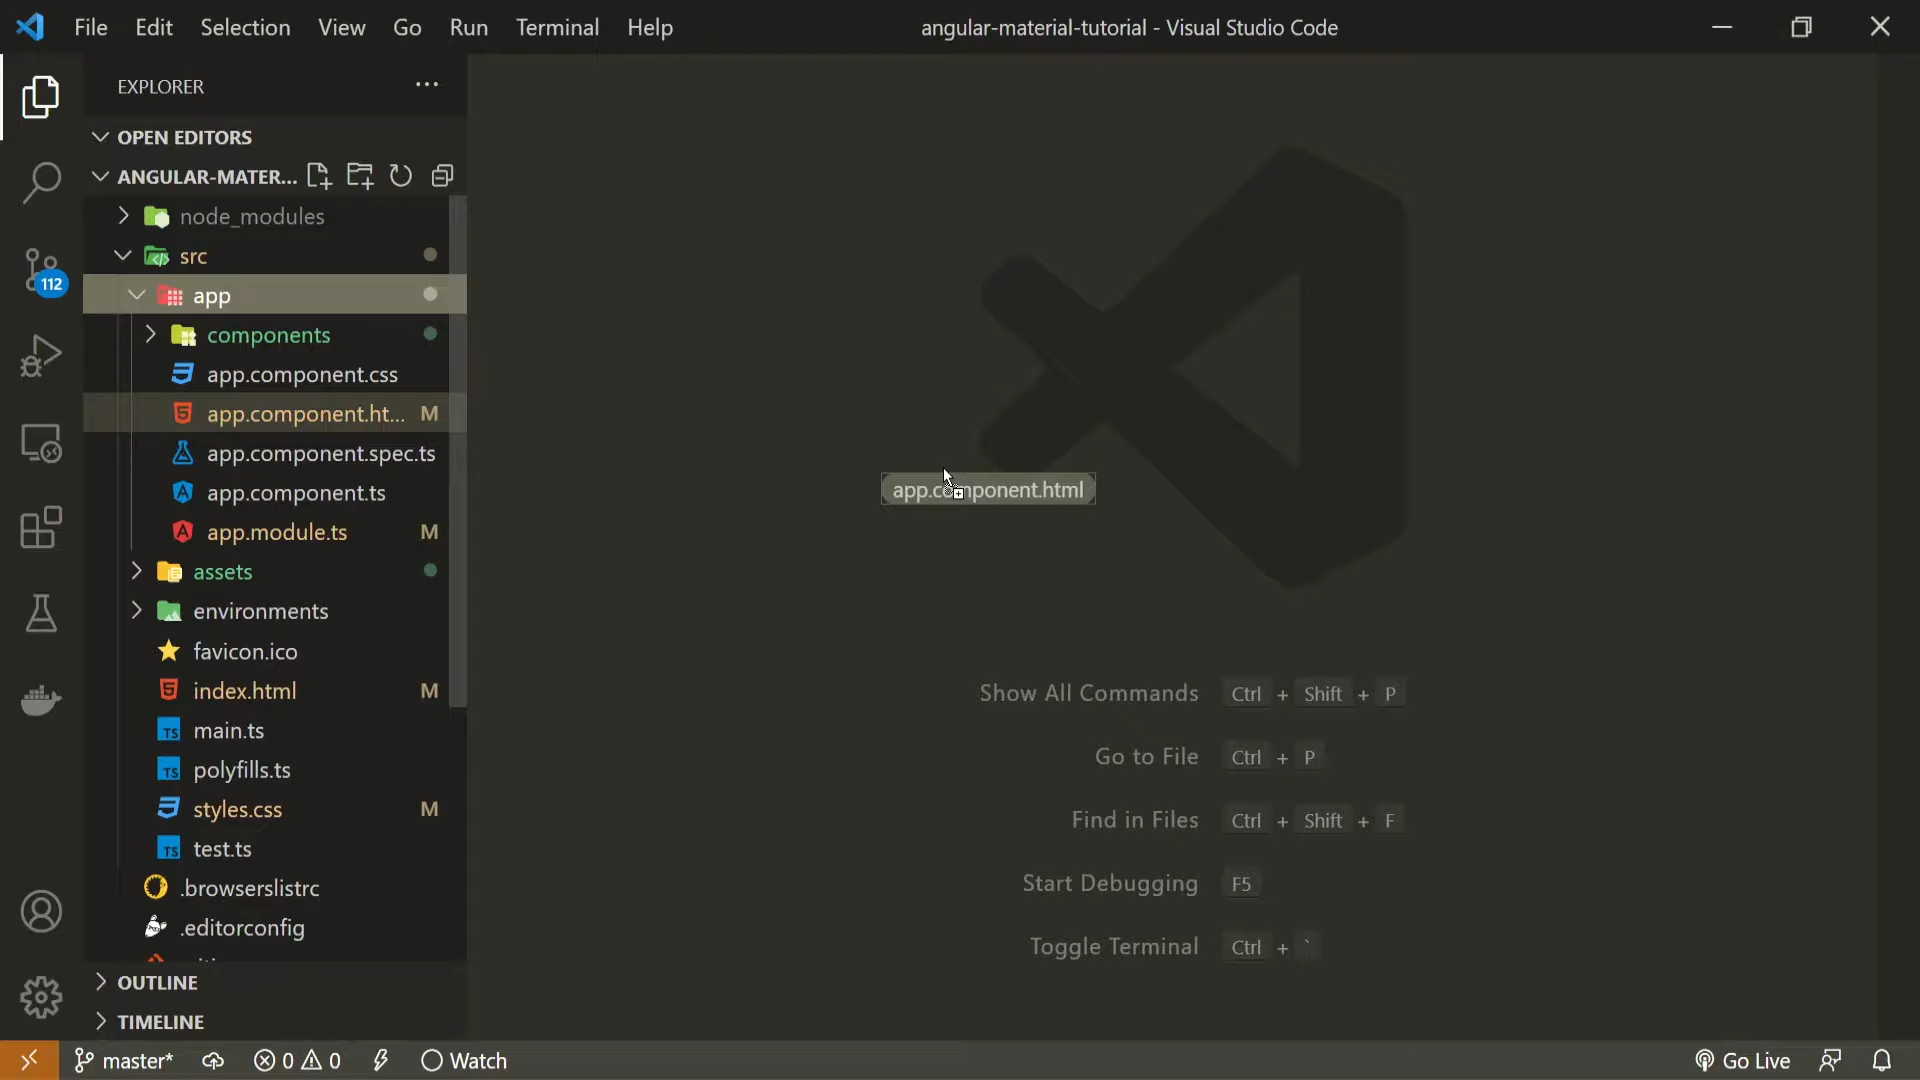 File Edit Selection View Go Run Terminal Help
angular-material-tutorial - Visual Studio Code
EXPLORER
OPEN EDITORS
ANGULAR-MATER...
node_modules
src
app
components
app.component.css
app.component.ht... M
app.component.spec.ts
app.component.ts
app.module.ts M
assets
environments
favicon.ico
index.html M
main.ts
polyfills.ts
styles.css M
test.ts
.browserslistrc
.editorconfig
OUTLINE
TIMELINE
112
app.component.html
Show All Commands Ctrl + Shift + P
Go to File Ctrl + P
Find in Files Ctrl + Shift + F
Start Debugging F5
Toggle Terminal Ctrl + `
master* 0 0 Watch
Go Live